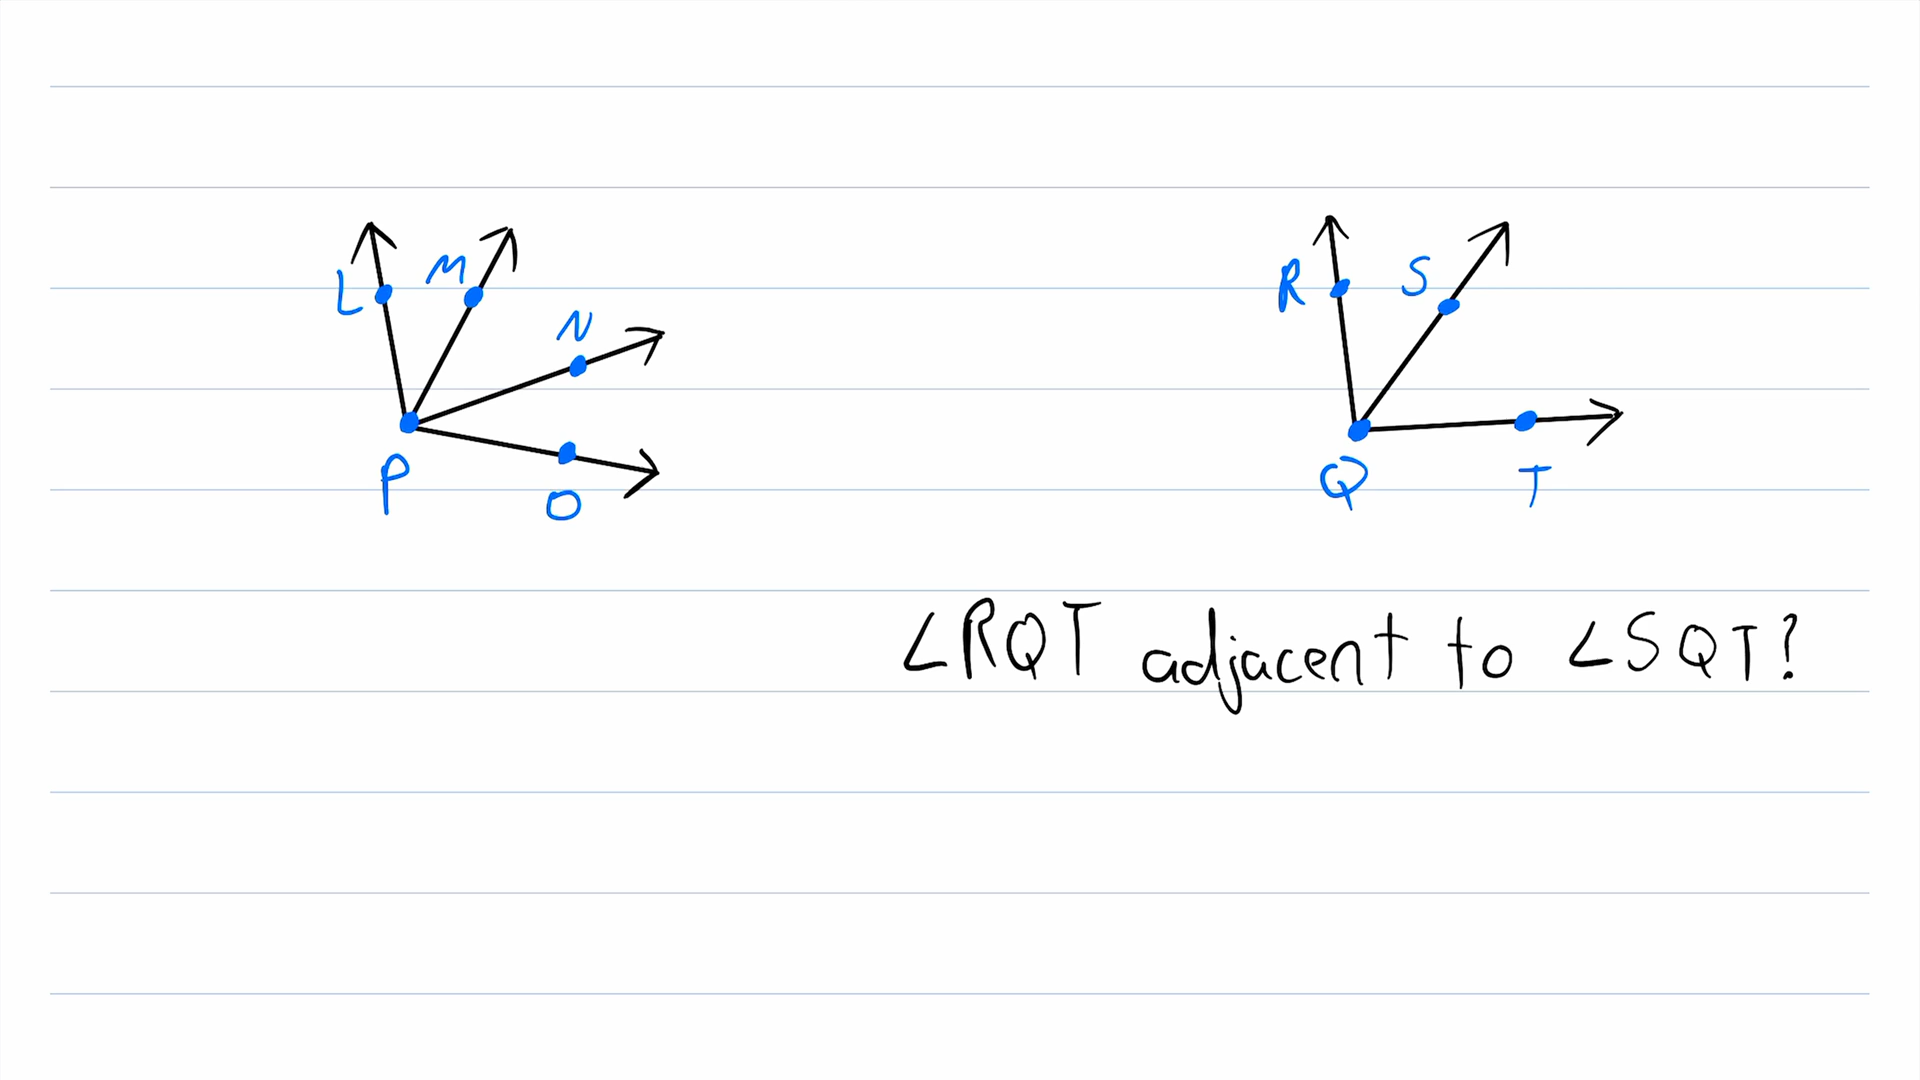 L M R S
N
P O Q T
∠RQT adjacent to ∠SQT?